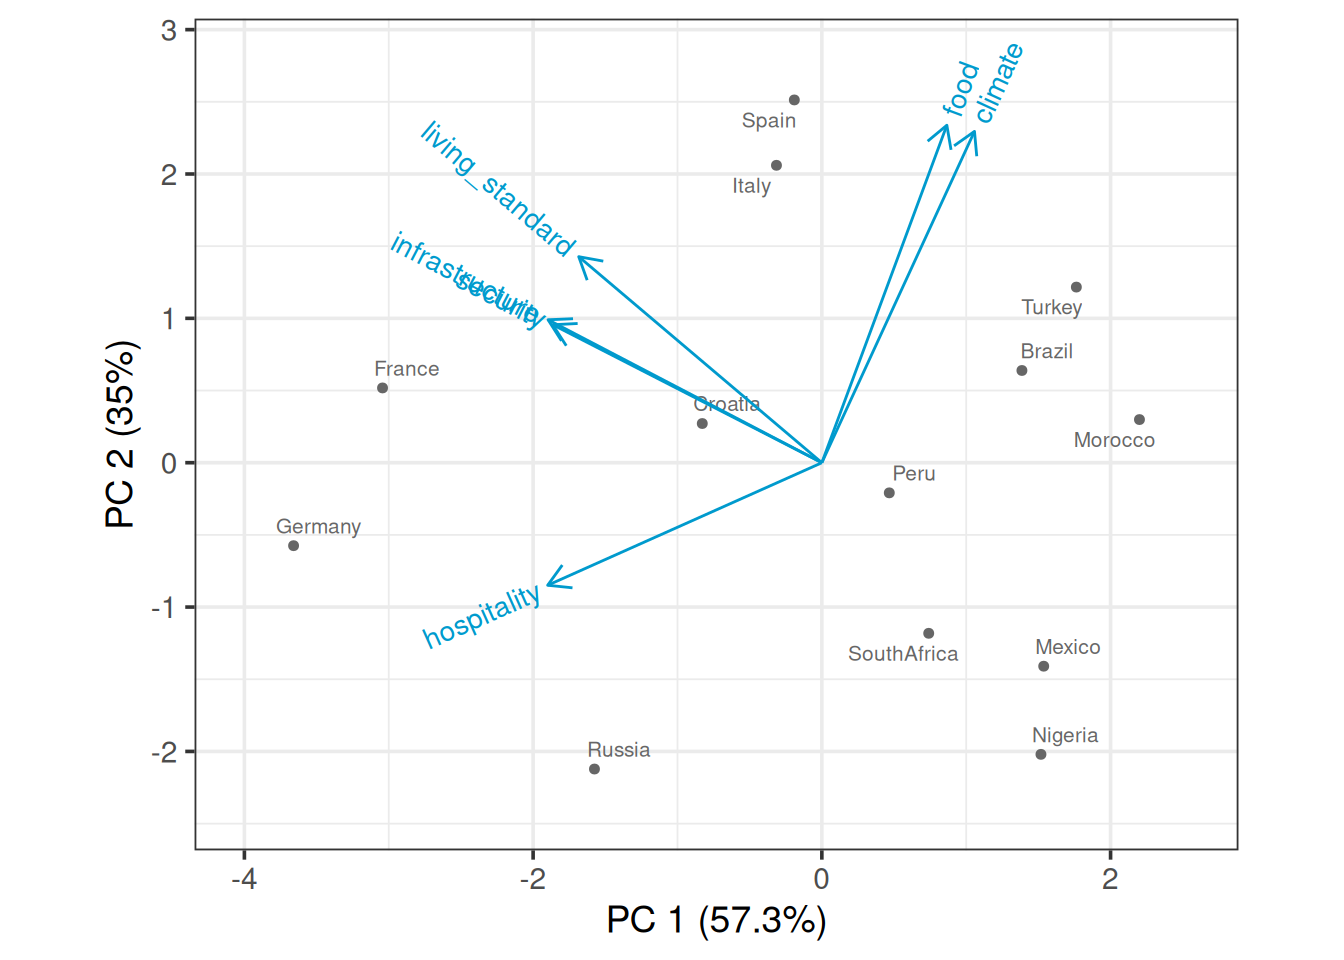 3
2
1
0
-1
-2
PC 2 (35%)
food
climate
Spain
living_standard
Italy
infrastructure
security
Turkey
Brazil
France
Croatia
Morocco
Peru
Germany
hospitality
SouthAfrica
Mexico
Nigeria
Russia
-4
-2
0
2
PC 1 (57.3%)